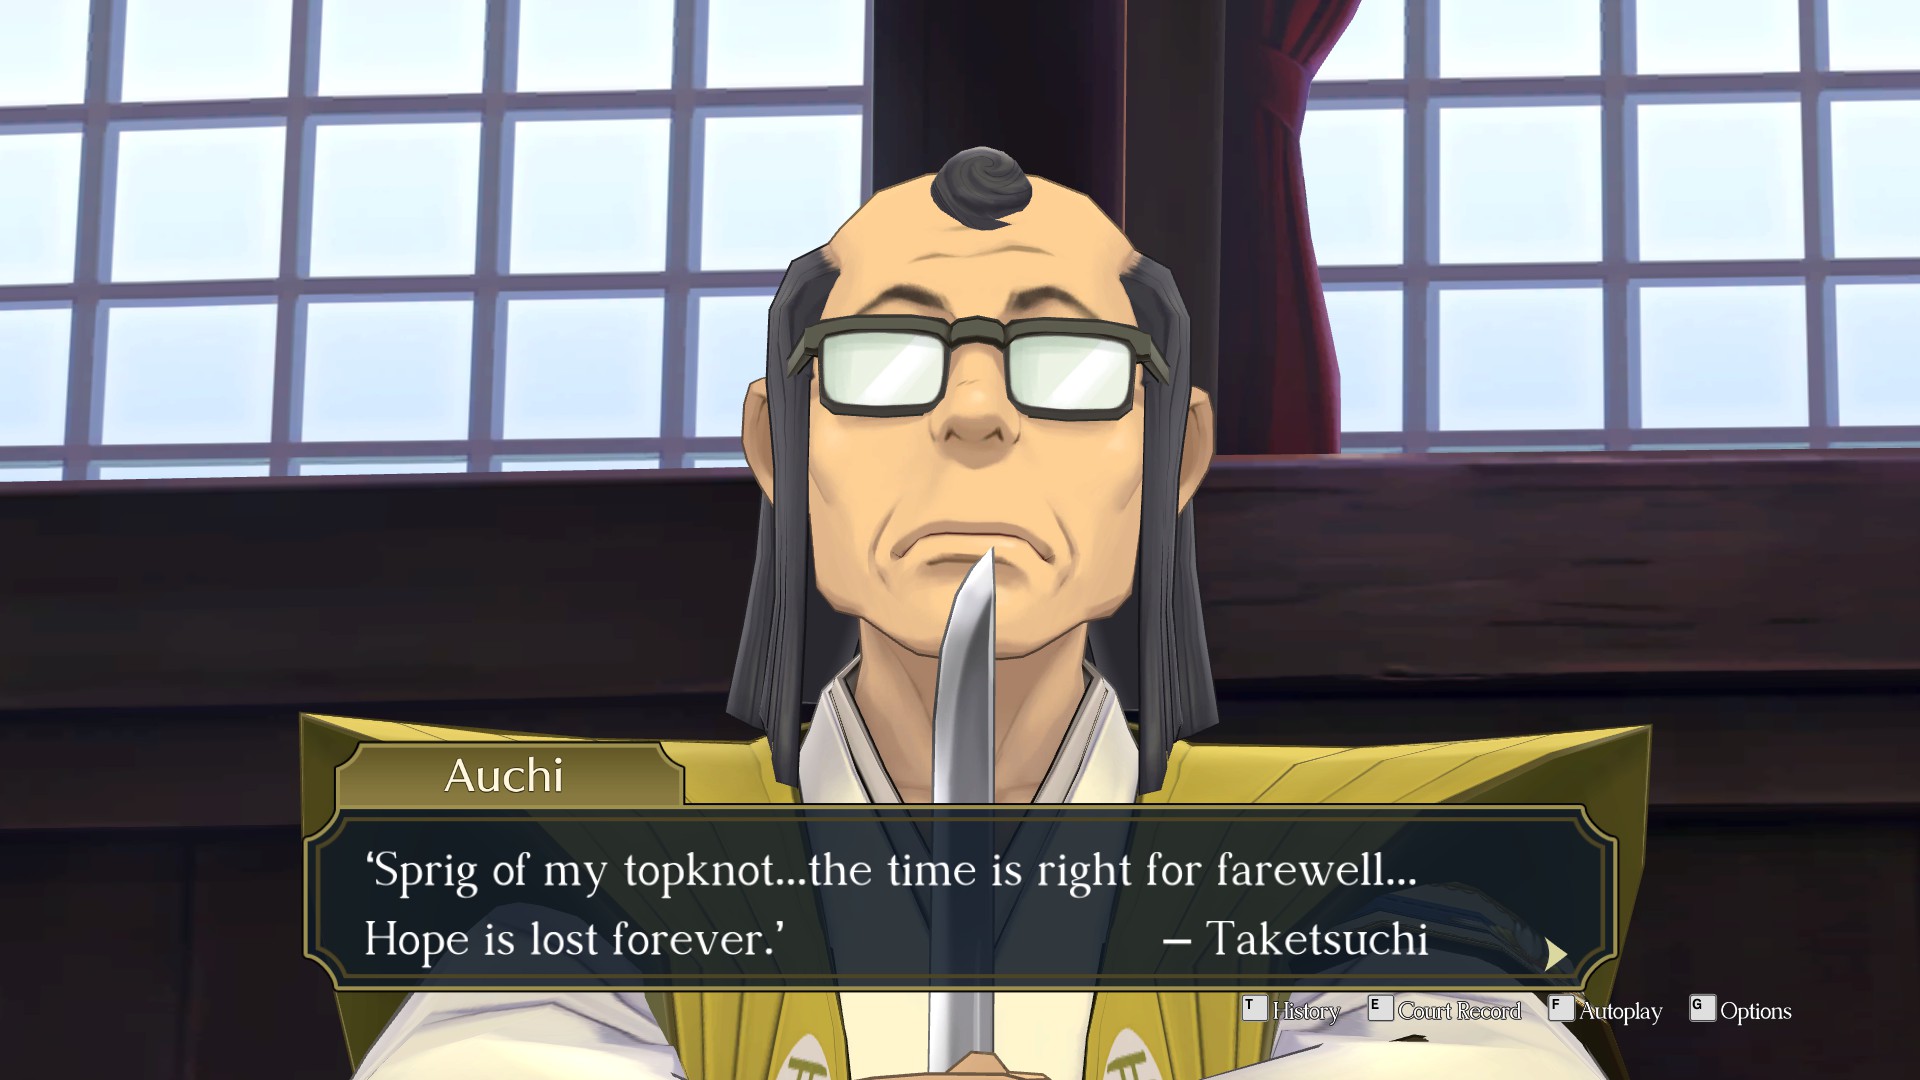 Auchi
‘Sprig of my topknot...the time is right for farewell...
Hope is lost forever.’ – Taketsuchi
T History E Court Record F Autoplay G Options